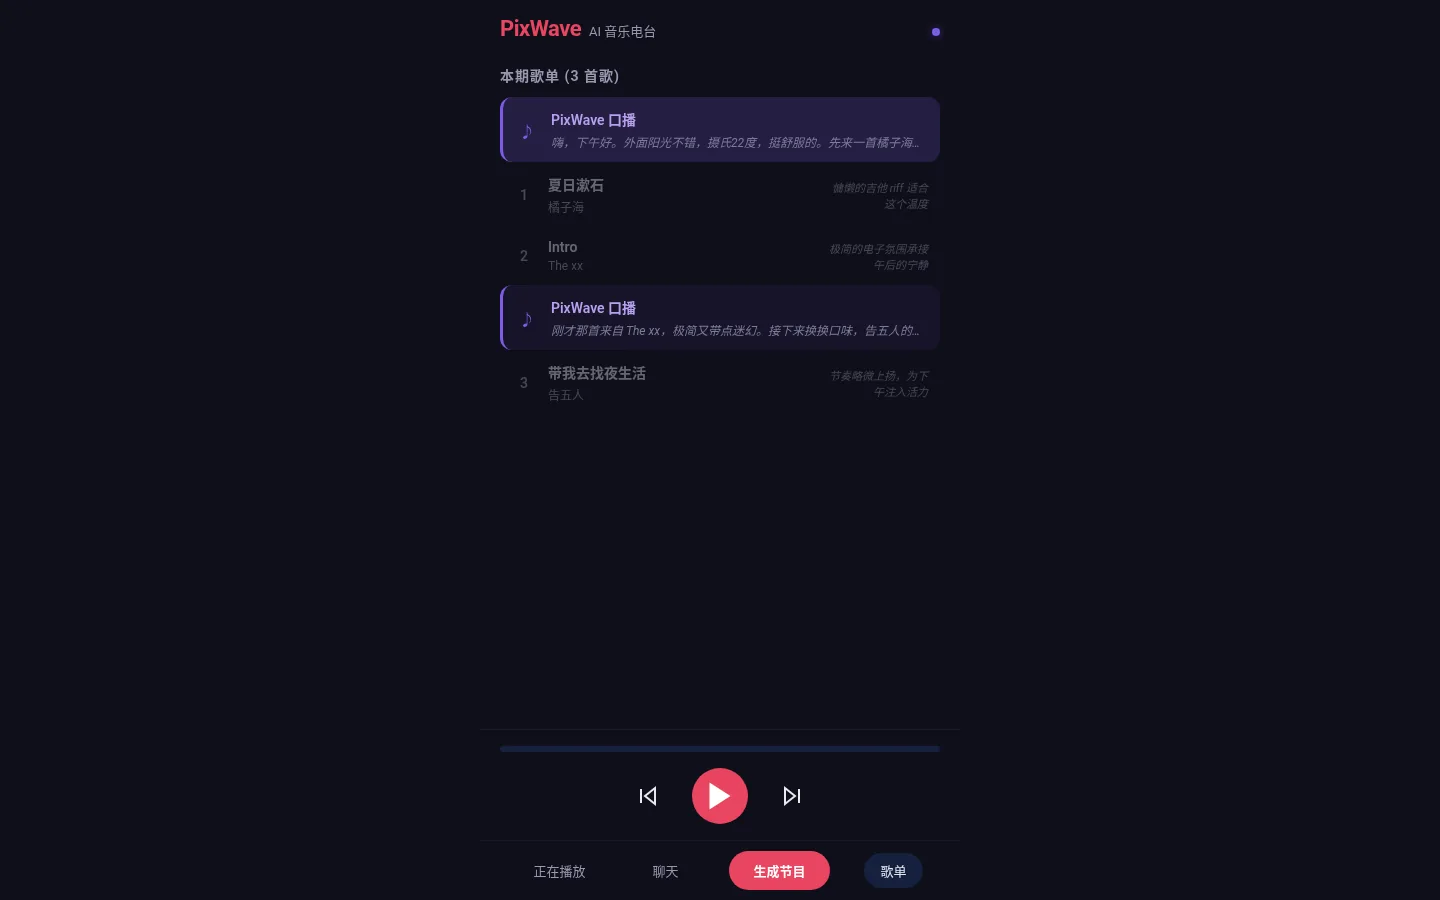 PixWave AI 音乐电台
本期歌单 (3 首歌)
PixWave 口播
嗨，下午好。外面阳光不错，摄氏22度，挺舒服的。先来一首橘子海...
1
夏日漱石
橘子海
慵懒的吉他 riff 适合
这个温度
2
Intro
The xx
极简的电子氛围承接
午后的宁静
PixWave 口播
刚才那首来自 The xx，极简又带点迷幻。接下来换换口味，告五人的...
3
带我去找夜生活
告五人
节奏略微上扬，为下
午注入活力
正在播放 聊天 生成节目 歌单